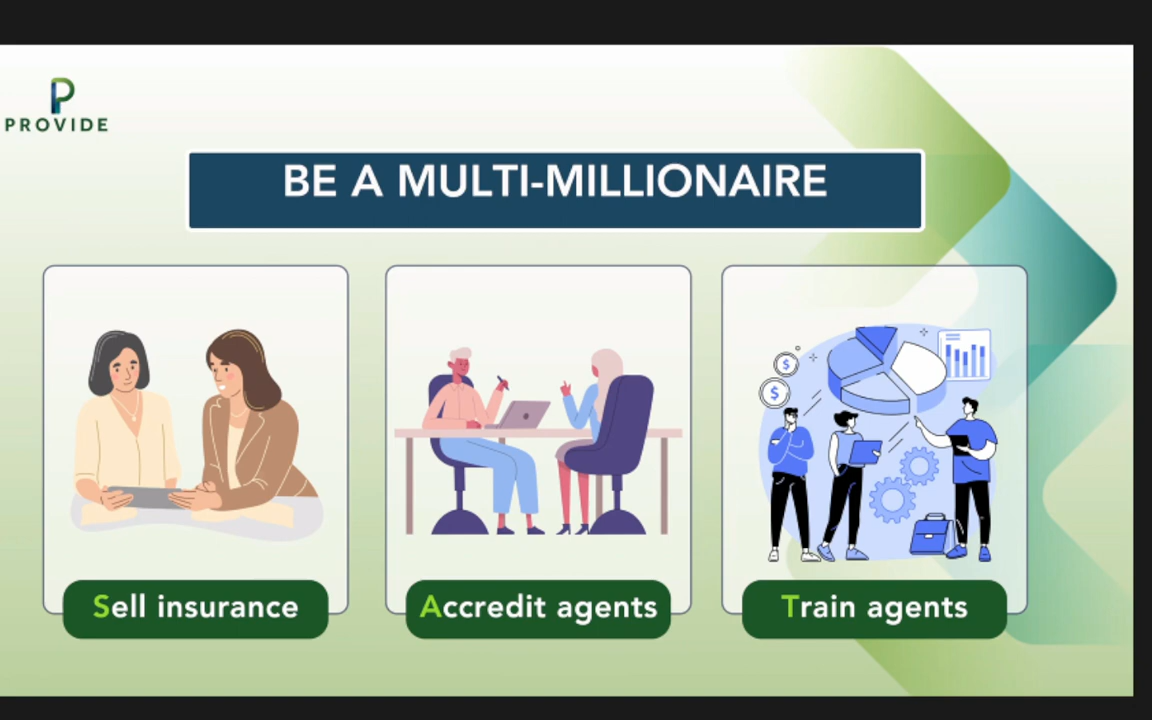 PROVIDE
BE A MULTI-MILLIONAIRE
Sell insurance
Accredit agents
Train agents